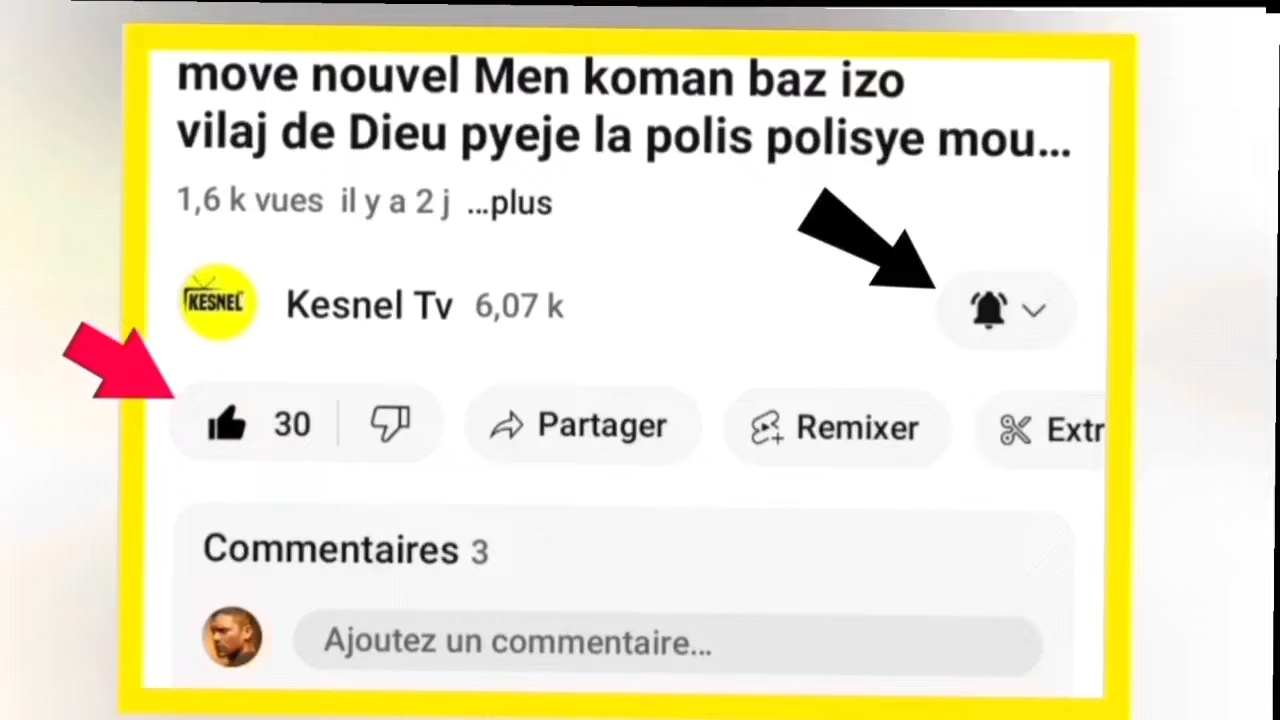 move nouvel Men koman baz izo
vilaj de Dieu pyeje la polis polisye mou...
1,6 k vues il y a 2 j ...plus
KESNEL
Kesnel Tv 6,07 k
30 Partager Remixer Extr
Commentaires 3
Ajoutez un commentaire...